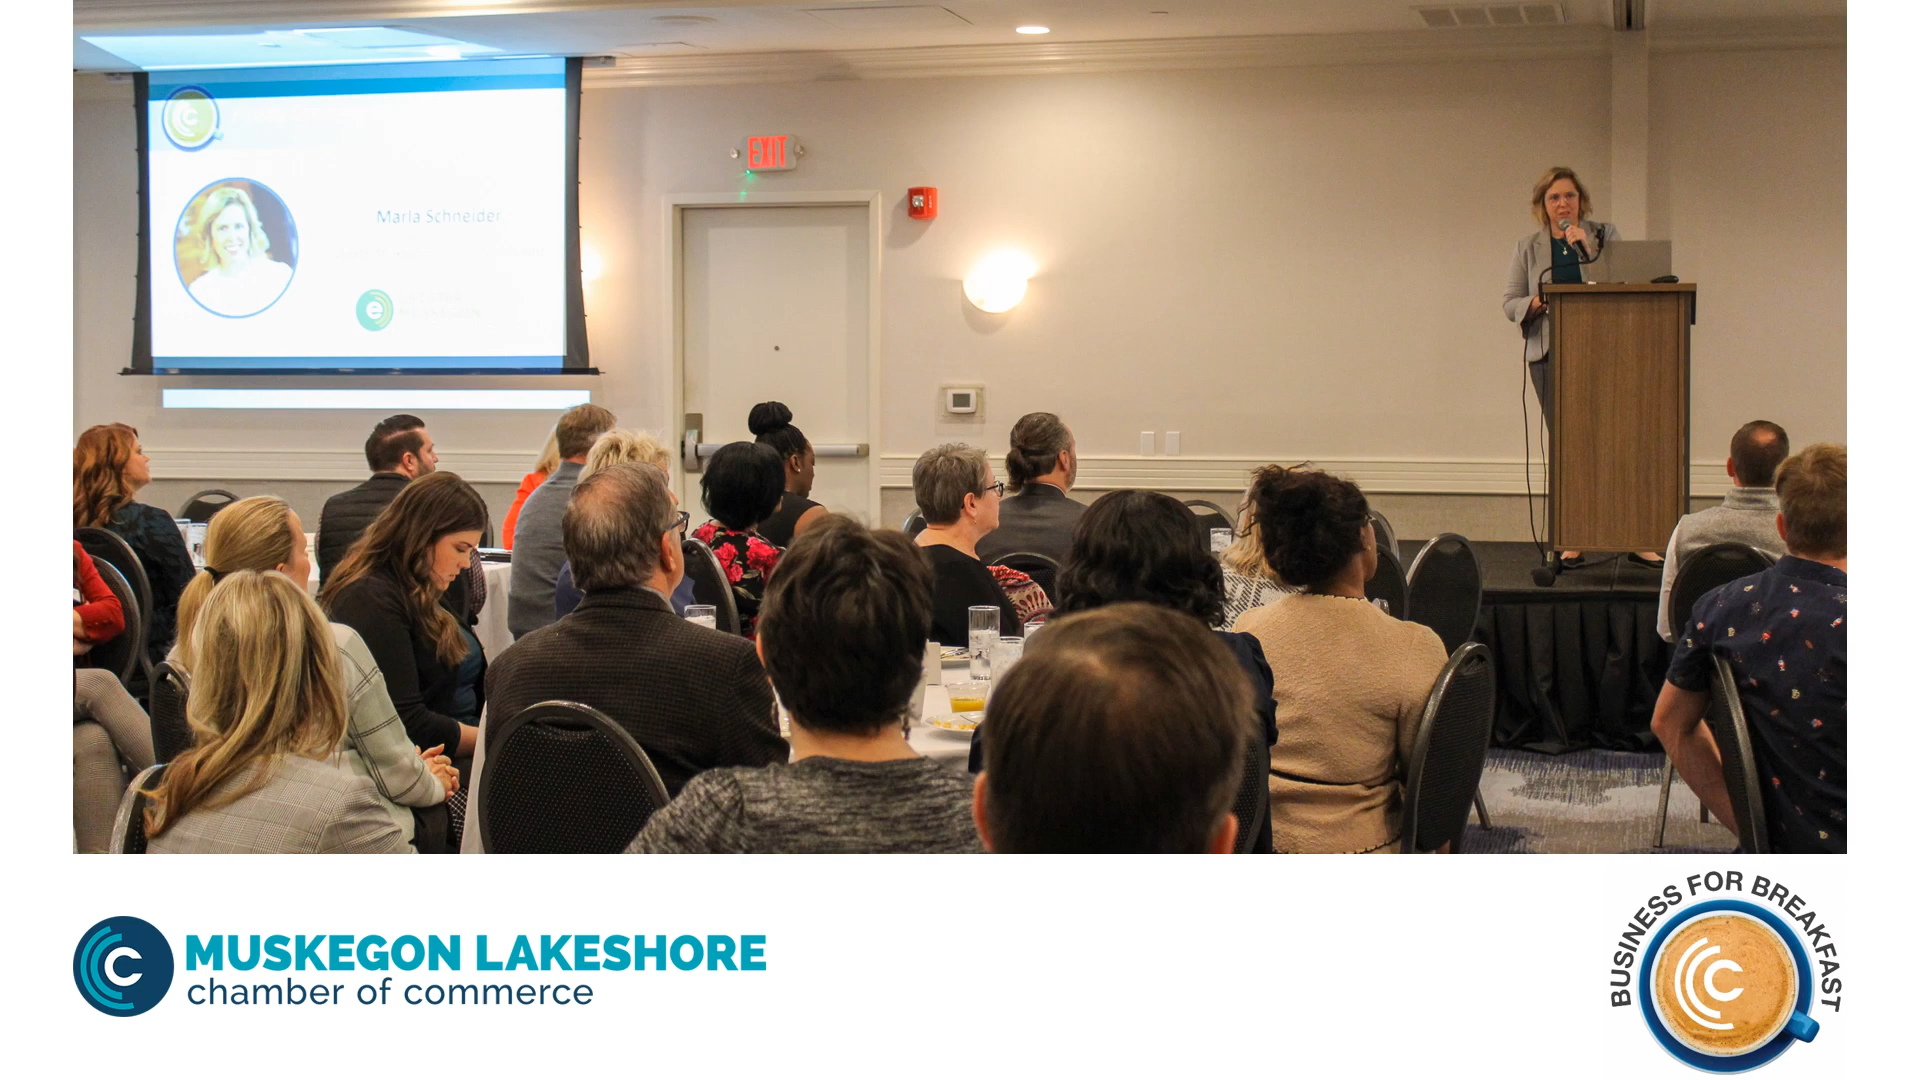 EXIT
Marla Schneider
e
MUSKEGON LAKESHORE
chamber of commerce
C
BUSINESS FOR BREAKFAST
C